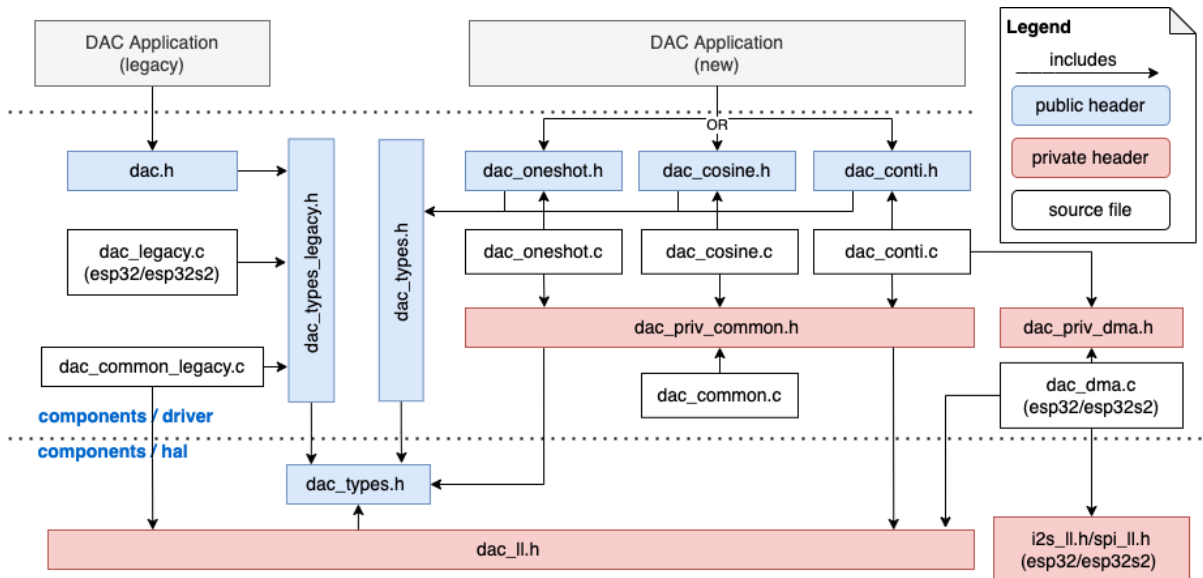 DAC Application
(legacy)
DAC Application
(new)
Legend
includes
public header
private header
source file
OR
dac.h
dac_types_legacy.h
dac_types.h
dac_oneshot.h
dac_cosine.h
dac_conti.h
dac_legacy.c
(esp32/esp32s2)
dac_oneshot.c
dac_cosine.c
dac_conti.c
dac_priv_common.h
dac_priv_dma.h
dac_common_legacy.c
dac_common.c
dac_dma.c
(esp32/esp32s2)
components / driver
components / hal
dac_types.h
dac_ll.h
i2s_ll.h/spi_ll.h
(esp32/esp32s2)